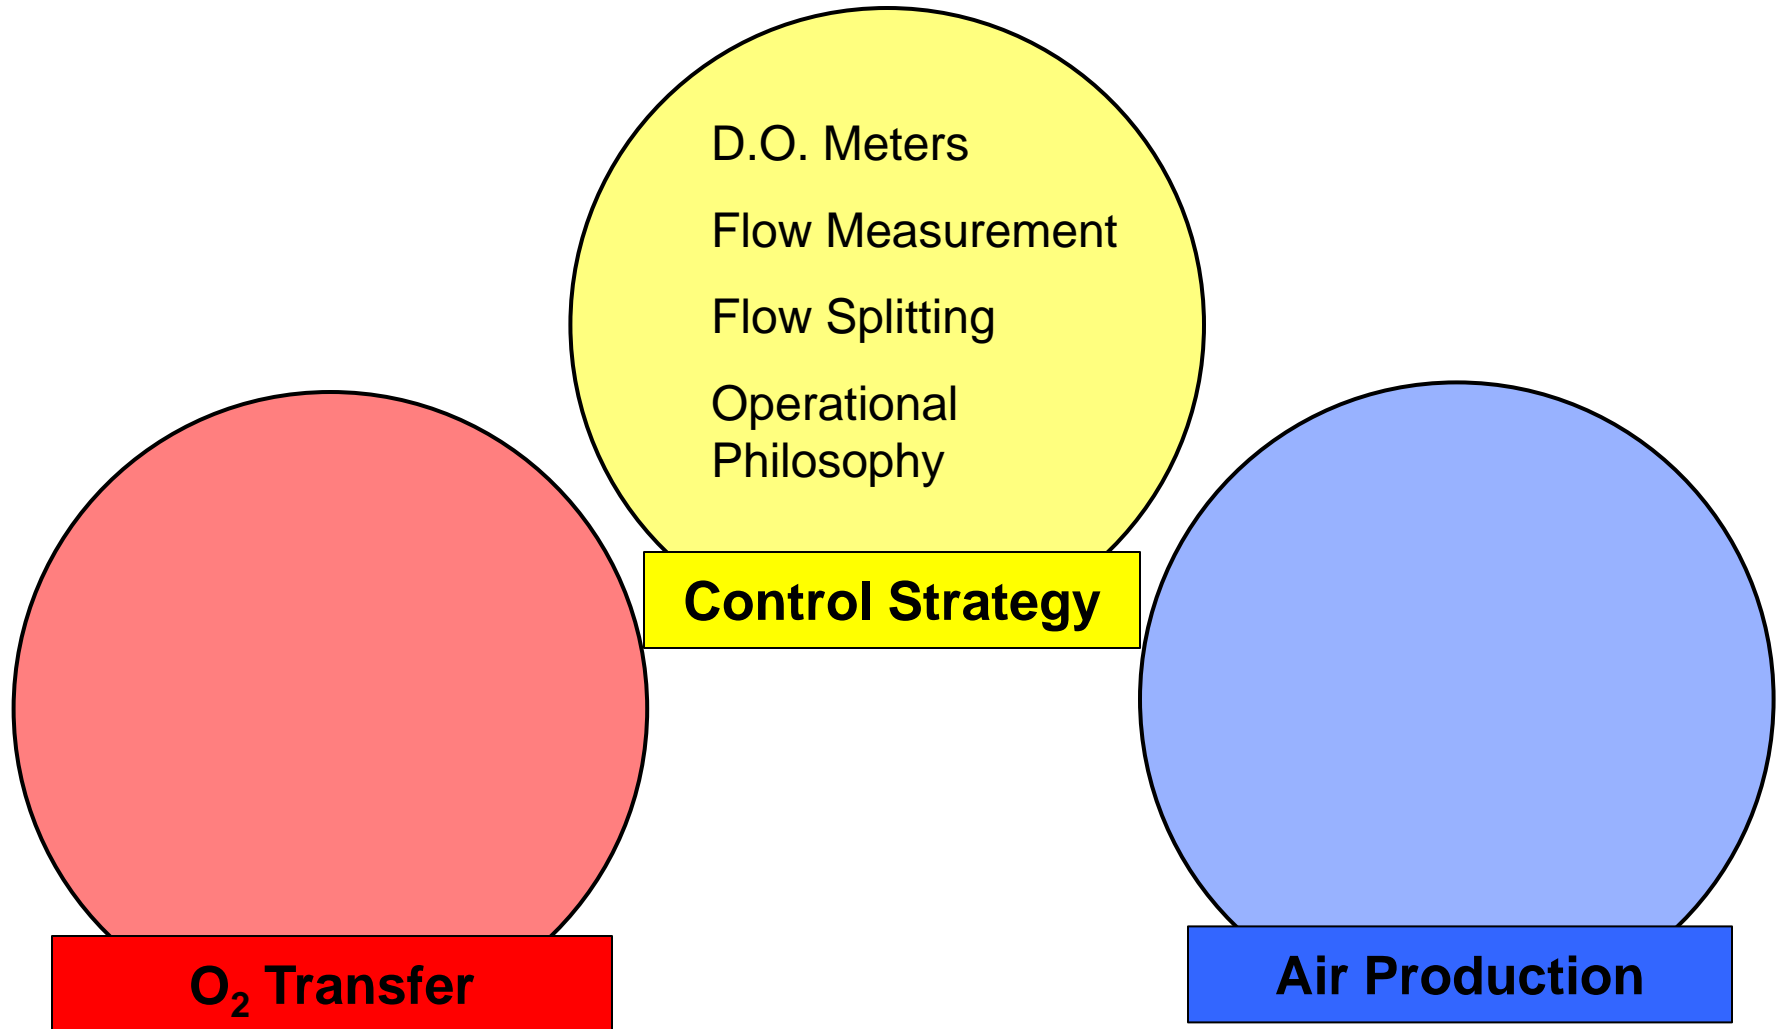 D.O. Meters
Flow Measurement
Flow Splitting
Operational
Philosophy
Control Strategy
O₂ Transfer
Air Production